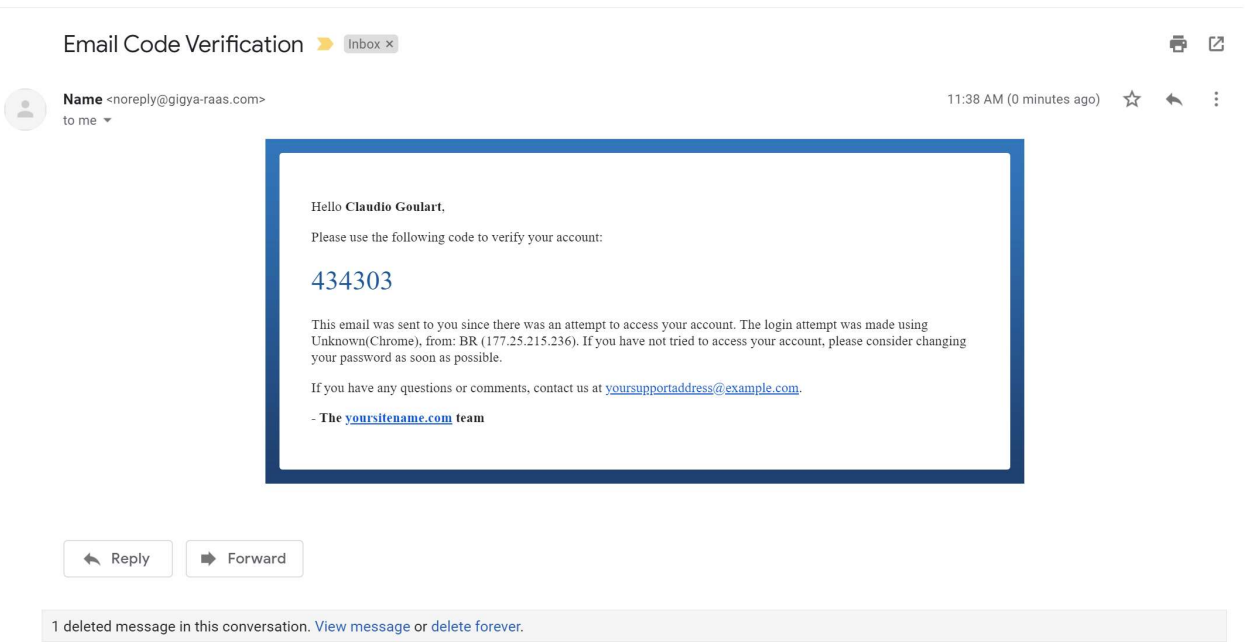 Email Code Verification Inbox ×
Name <noreply@gigya-raas.com> 11:38 AM (0 minutes ago)
to me
Hello Claudio Goulart,
Please use the following code to verify your account:
434303
This email was sent to you since there was an attempt to access your account. The login attempt was made using
Unknown(Chrome), from: BR (177.25.215.236). If you have not tried to access your account, please consider changing
your password as soon as possible.
If you have any questions or comments, contact us at yoursupportaddress@example.com.
- The yoursitename.com team
Reply Forward
1 deleted message in this conversation. View message or delete forever.